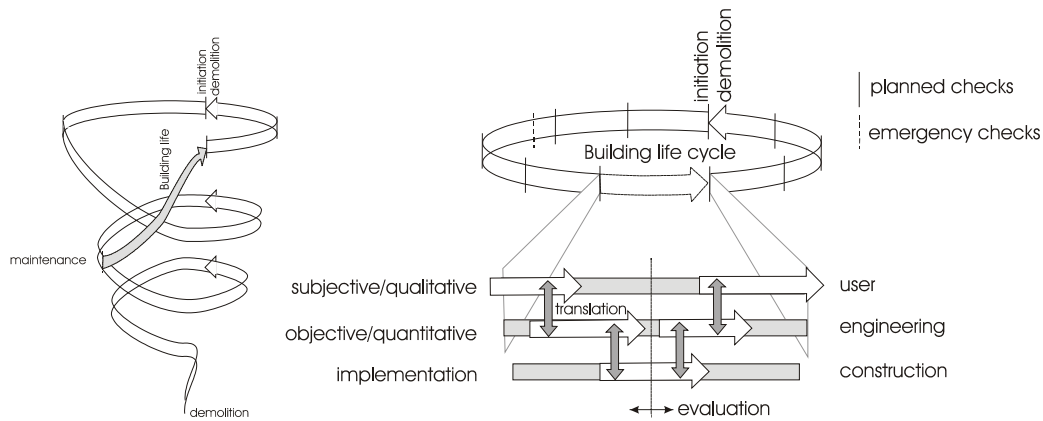 initiation
demolition
Building life
maintenance
demolition
initiation
demolition
planned checks
emergency checks
Building life cycle
subjective/qualitative
user
translation
objective/quantitative
engineering
implementation
construction
evaluation